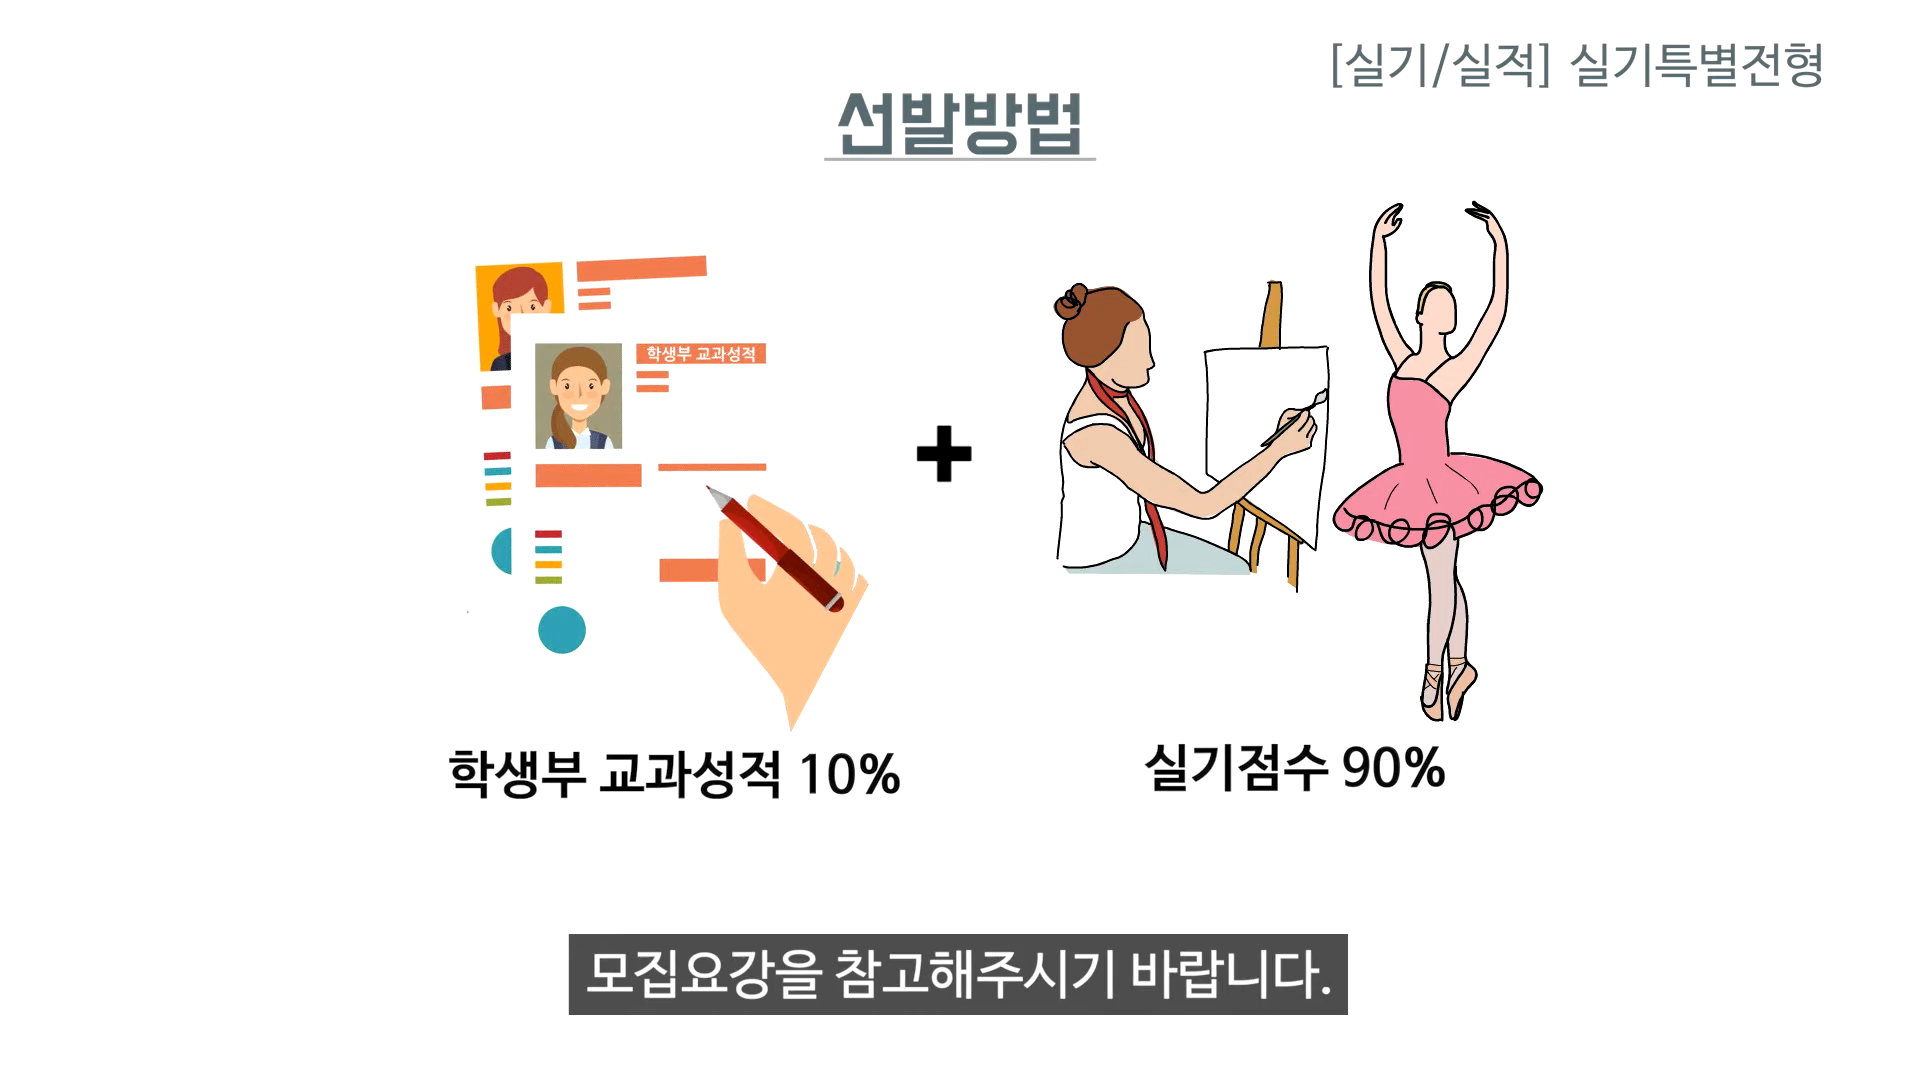 [실기/실적] 실기특별전형
선발방법
학생부 교과성적
학생부 교과성적 10%
실기점수 90%
모집요강을 참고해주시기 바랍니다.